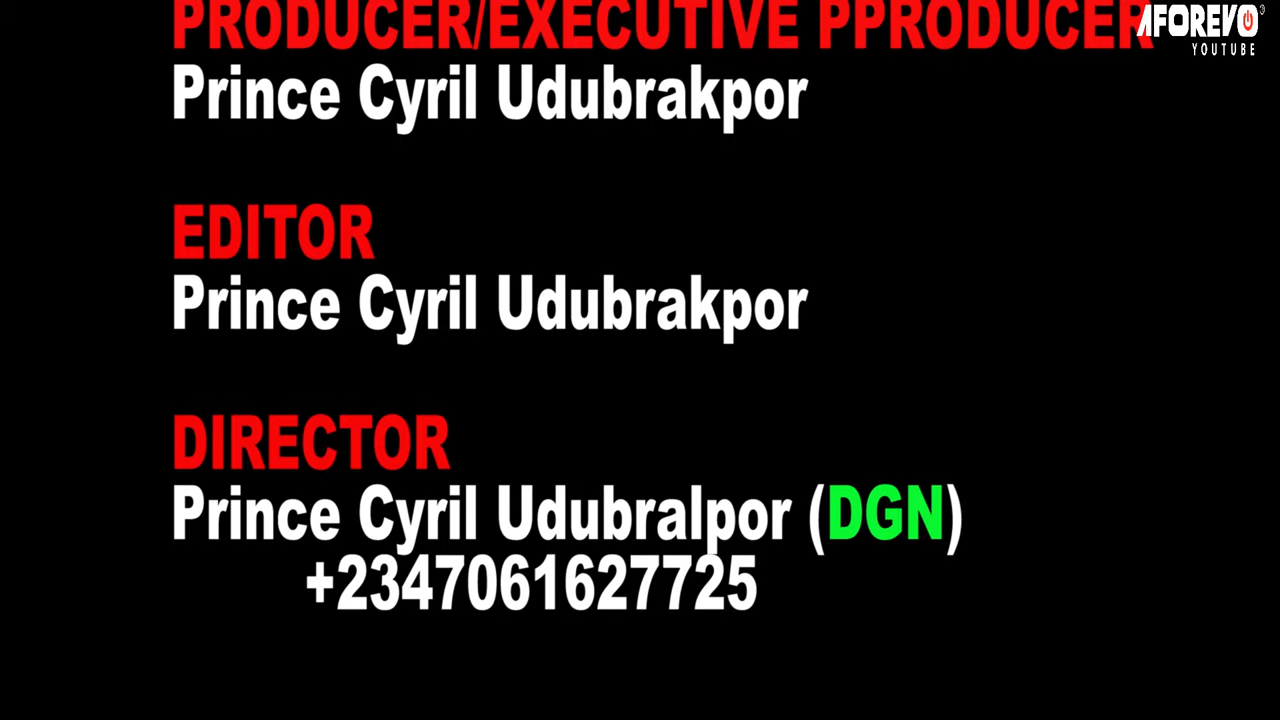 PRODUCER/EXECUTIVE PPRODUCER
AFOREVO
YOUTUBE
Prince Cyril Udubrakpor
EDITOR
Prince Cyril Udubrakpor
DIRECTOR
Prince Cyril Udubralpor (DGN)
+2347061627725